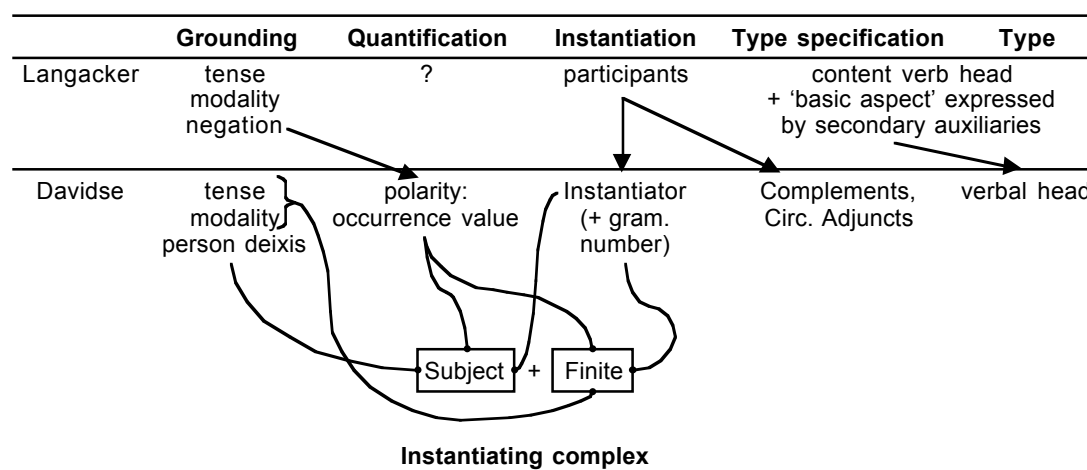 Grounding Quantification Instantiation Type specification Type
Langacker tense ? participants content verb head
modality + ‘basic aspect’ expressed
negation by secondary auxiliaries
Davidse tense polarity: Instantiator Complements, verbal head
modality occurrence value (+ gram. Circ. Adjuncts
person deixis number)
Subject + Finite
Instantiating complex